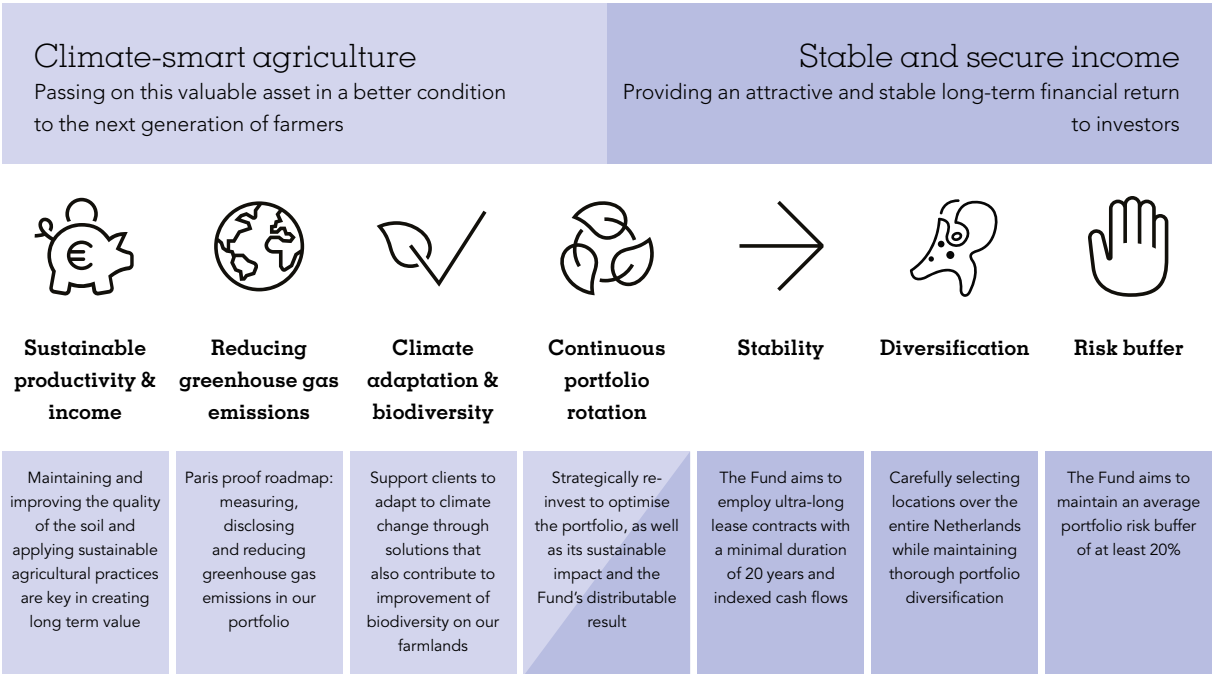 Climate-smart agriculture
Passing on this valuable asset in a better condition
to the next generation of farmers
Stable and secure income
Providing an attractive and stable long-term financial return
to investors
€
Sustainable
productivity &
income
Reducing
greenhouse gas
emissions
Climate
adaptation &
biodiversity
Continuous
portfolio
rotation
Stability
Diversification
Risk buffer
Maintaining and
improving the quality
of the soil and
applying sustainable
agricultural practices
are key in creating
long term value
Paris proof roadmap:
measuring,
disclosing
and reducing
greenhouse gas
emissions in our
portfolio
Support clients to
adapt to climate
change through
solutions that
also contribute to
improvement of
biodiversity on our
farmlands
Strategically re-
invest to optimise
the portfolio, as well
as its sustainable
impact and the
Fund's distributable
result
The Fund aims to
employ ultra-long
lease contracts with
a minimal duration
of 20 years and
indexed cash flows
Carefully selecting
locations over the
entire Netherlands
while maintaining
thorough portfolio
diversification
The Fund aims to
maintain an average
portfolio risk buffer
of at least 20%